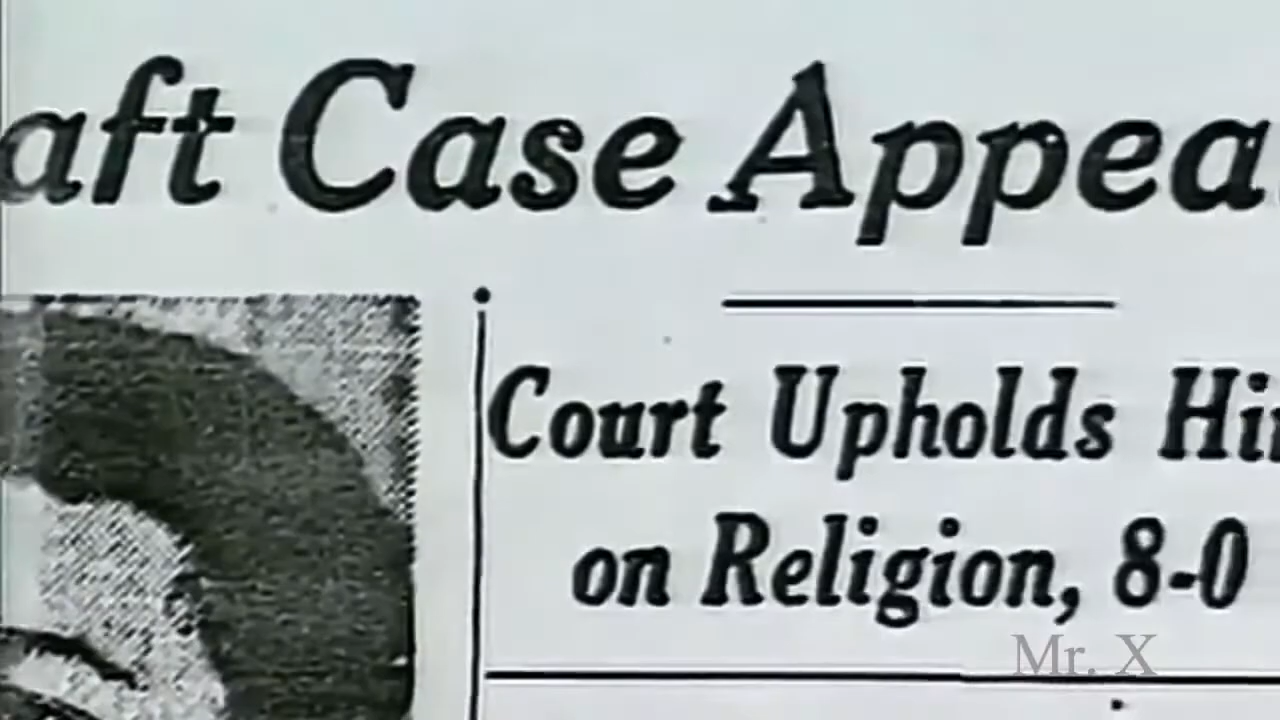 aft Case Appea
Court Upholds Hi
on Religion, 8-0
Mr. X